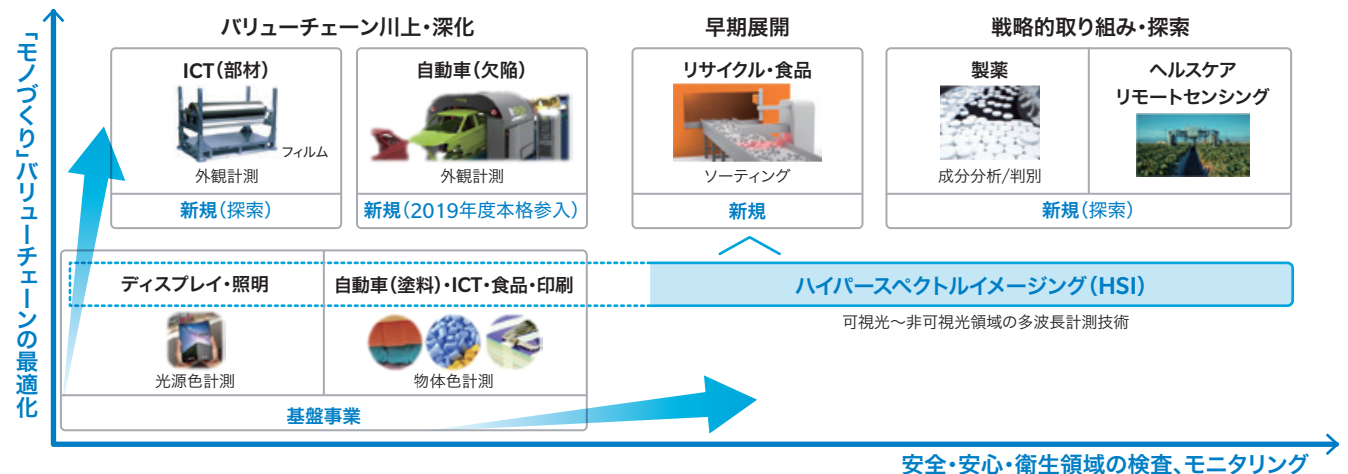 「モノづくり」バリューチェーンの最適化
バリューチェーン川上・深化
早期展開
戦略的取り組み・探索
ICT(部材)
フィルム
外観計測
新規(探索)
自動車(欠陥)
外観計測
新規(2019年度本格参入)
リサイクル・食品
ソーティング
新規
製薬
成分分析/判別
ヘルスケア
リモートセンシング
新規(探索)
ディスプレイ・照明
光源色計測
自動車(塗料)・ICT・食品・印刷
物体色計測
基盤事業
ハイパースペクトルイメージング(HSI)
可視光~非可視光領域の多波長計測技術
安全・安心・衛生領域の検査、モニタリング